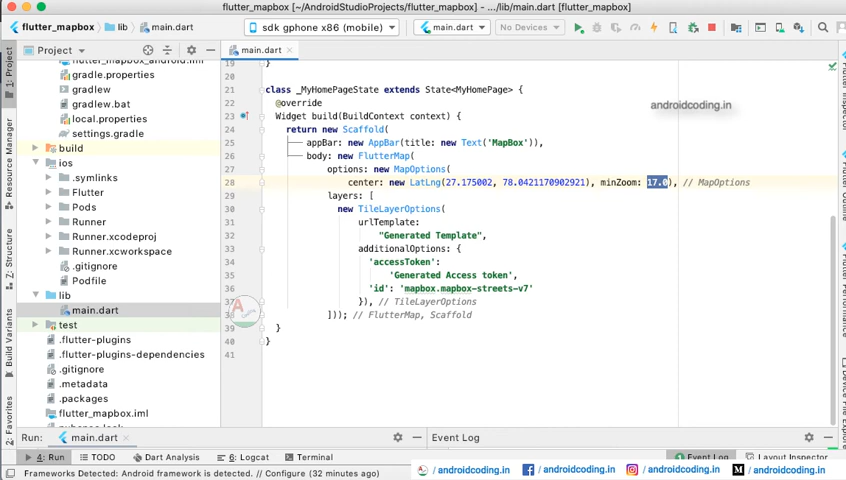 flutter_mapbox [~/AndroidStudioProjects/flutter_mapbox] - .../lib/main.dart [flutter_mapbox]
flutter_mapbox lib main.dart
sdk gphone x86 (mobile)
main.dart
No Devices
Project
main.dart
gradle.properties
gradlew
gradlew.bat
local.properties
settings.gradle
build
ios
.symlinks
Flutter
Pods
Runner
Runner.xcodeproj
Runner.xcworkspace
.gitignore
Podfile
lib
main.dart
test
.flutter-plugins
.flutter-plugins-dependencies
.gitignore
.metadata
.packages
flutter_mapbox.iml
1: Project
Resource Manager
Z: Structure
Build Variants
2: Favorites
19 }
20
21 class _MyHomePageState extends State<MyHomePage> {
22 @override
23 Widget build(BuildContext context) {
24 return new Scaffold(
25 appBar: new AppBar(title: new Text('MapBox')),
26 body: new FlutterMap(
27 options: new MapOptions(
28 center: new LatLng(27.175002, 78.0421170902921), minZoom: 17.0), // MapOptions
29 layers: [
30 new TileLayerOptions(
31 urlTemplate:
32 "Generated Template",
33 additionalOptions: {
34 'accessToken':
35 'Generated Access token',
36 'id': 'mapbox.mapbox-streets-v7'
37 }), // TileLayerOptions
38 ])); // FlutterMap, Scaffold
39 }
40 }
41
androidcoding.in
Flutter Outline
Run: main.dart
Event Log
4: Run TODO Dart Analysis 6: Logcat Terminal
Event Log Layout Inspector
Frameworks Detected: Android framework is detected. // Configure (32 minutes ago)
/androidcoding.in /androidcoding.in /androidcoding.in /androidcoding.in